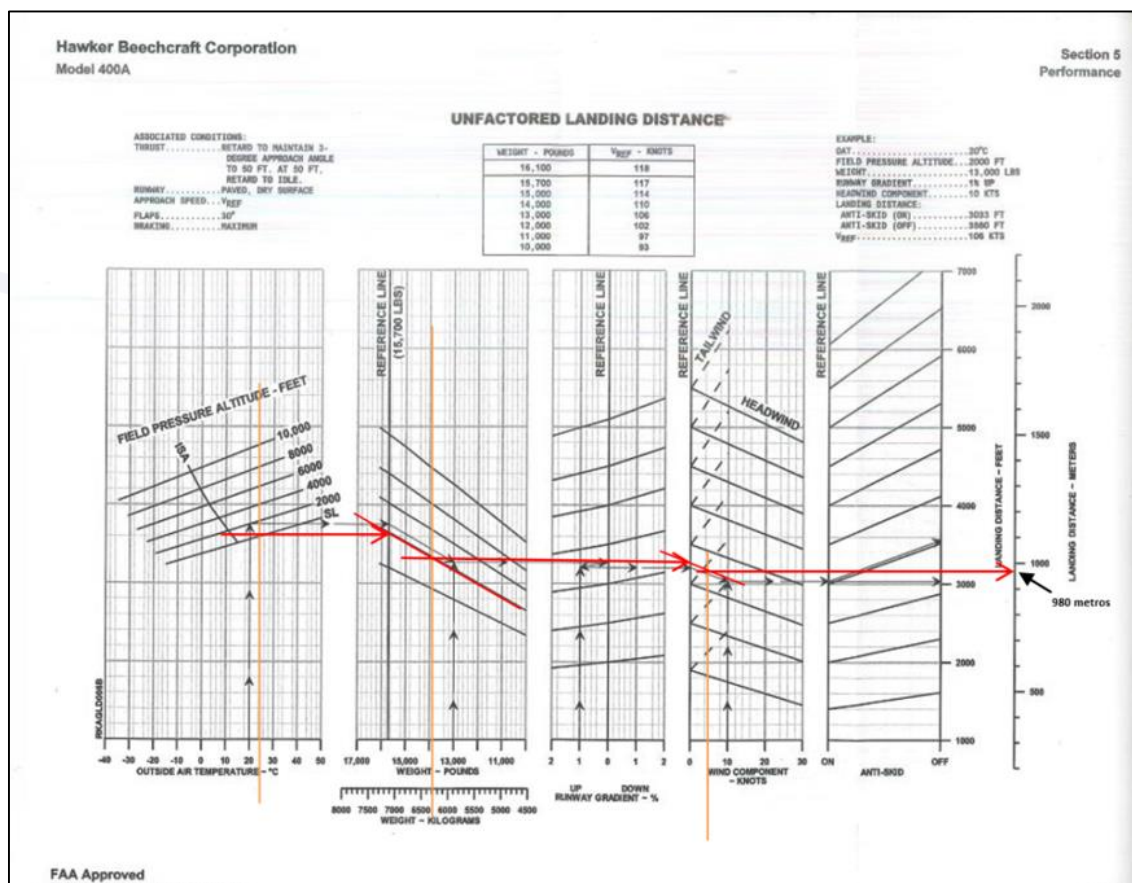 Hawker Beechcraft Corporation
Model 400A
Section 5
Performance
UNFACTORED LANDING DISTANCE
ASSOCIATED CONDITIONS:
THRUST..........RETARD TO MAINTAIN 3-
DEGREE APPROACH ANGLE
TO 50 FT. AT 50 FT.
RETARD TO IDLE.
RUNWAY..........PAVED, DRY SURFACE
APPROACH SPEED..VREF
FLAPS...........30°
BRAKING.........MAXIMUM
WEIGHT - POUNDS VREF - KNOTS
16,100 118
15,700 117
15,000 114
14,000 110
13,000 106
12,000 102
11,000 97
10,000 93
EXAMPLE:
OAT
FIELD PRESSURE ALTITUDE...2000 FT
WEIGHT....................13,000 LBS
RUNWAY GRADIENT...........1% UP
HEADWIND COMPONENT........10 KTS
LANDING DISTANCE:
ANTI-SKID (ON)..........3033 FT
ANTI-SKID (OFF)
VREF......................106 KTS
FIELD PRESSURE ALTITUDE - FEET
ISA
10,000
8000
6000
4000
2000
SL
REFERENCE LINE
(15,700 LBS)
REFERENCE LINE
REFERENCE LINE
TAILWIND
HEADWIND
REFERENCE LINE
7000
6000
5000
4000
3000
2000
1000
LANDING DISTANCE - FEET
2000
1500
1000
500
LANDING DISTANCE - METERS
980 metros
-40 -30 -20 -10 0 10 20 30 40 50
OUTSIDE AIR TEMPERATURE - °C
17,000 15,000 13,000 11,000
WEIGHT - POUNDS
8000 7500 7000 6500 6000 5500 5000 4500
WEIGHT - KILOGRAMS
2 1 0 1 2
UP DOWN
RUNWAY GRADIENT - %
0 10 20 30
WIND COMPONENT
- KNOTS
ON OFF
ANTI-SKID
FAA Approved